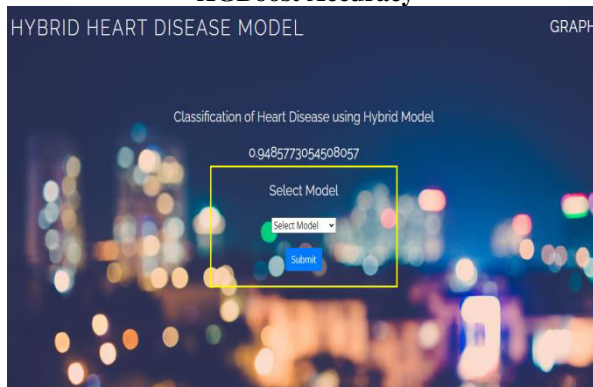 XGBoost Accuracy
HYBRID HEART DISEASE MODEL
GRAPH
Classification of Heart Disease using Hybrid Model
0.9485773054508057
Select Model
Select Model
Submit